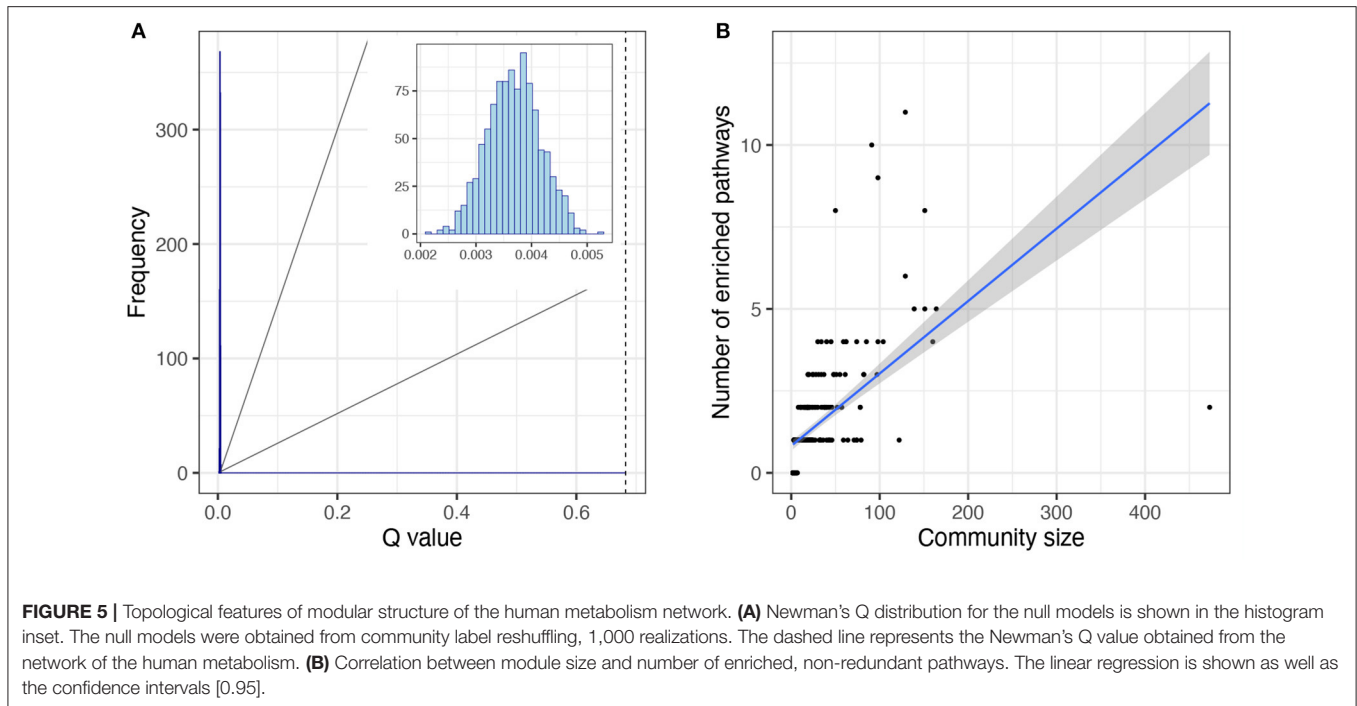 A
Frequency
300
200
100
0
0.0
0.2
0.4
0.6
Q value
75
50
25
0
0.002
0.003
0.004
0.005
B
Number of enriched pathways
10
5
0
0
100
200
300
400
Community size
FIGURE 5 | Topological features of modular structure of the human metabolism network. (A) Newman's Q distribution for the null models is shown in the histogram
inset. The null models were obtained from community label reshuffling, 1,000 realizations. The dashed line represents the Newman's Q value obtained from the
network of the human metabolism. (B) Correlation between module size and number of enriched, non-redundant pathways. The linear regression is shown as well as
the confidence intervals [0.95].